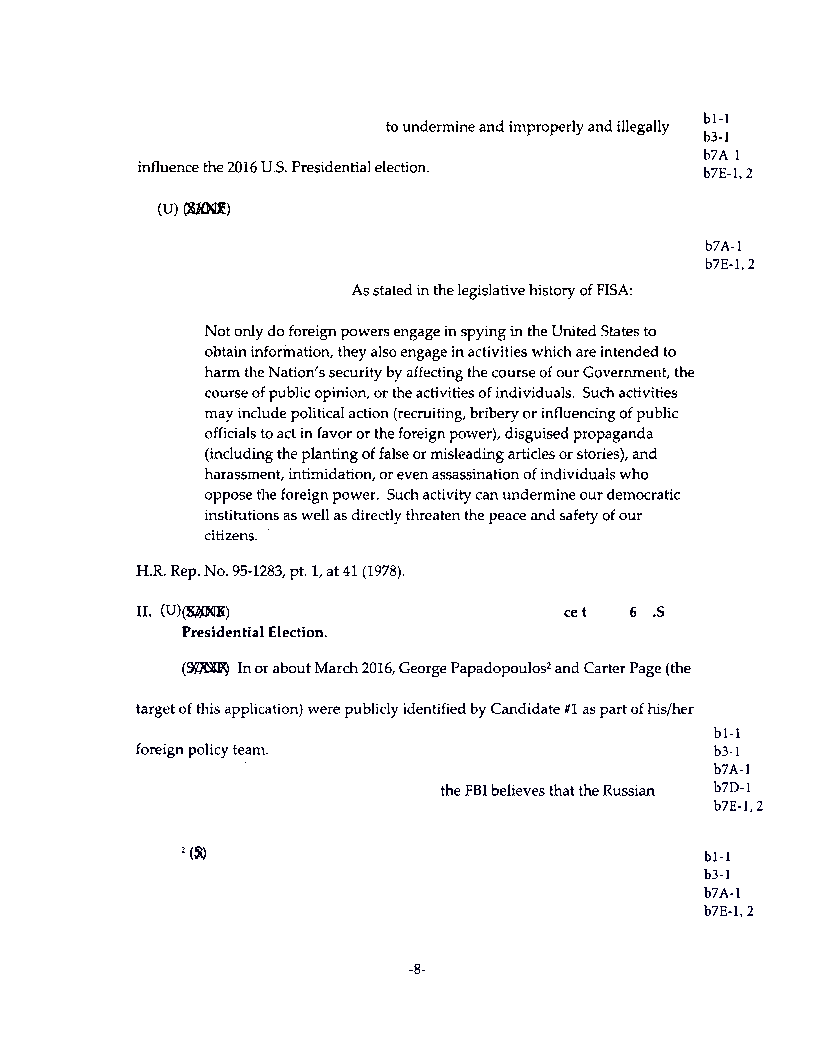 to undermine and improperly and illegally
b1-1
b3-1
b7A-1
influence the 2016 U.S. Presidential election.
b7E-1, 2
(U)
b7A-1
b7E-1, 2
As stated in the legislative history of FISA:
Not only do foreign powers engage in spying in the United States to
obtain information, they also engage in activities which are intended to
harm the Nation's security by affecting the course of our Government, the
course of public opinion, or the activities of individuals. Such activities
may include political action (recruiting, bribery or influencing of public
officials to act in favor or the foreign power), disguised propaganda
(including the planting of false or misleading articles or stories), and
harassment, intimidation, or even assassination of individuals who
oppose the foreign power. Such activity can undermine our democratic
institutions as well as directly threaten the peace and safety of our
citizens.
H.R. Rep. No. 95-1283, pt. 1, at 41 (1978).
II. (U) ce t 6 .S
Presidential Election.
In or about March 2016, George Papadopoulos² and Carter Page (the
target of this application) were publicly identified by Candidate #1 as part of his/her
b1-1
foreign policy team.
b3-1
b7A-1
the FBI believes that the Russian
b7D-1
b7E-1, 2
² (S)
b1-1
b3-1
b7A-1
b7E-1, 2
-8-